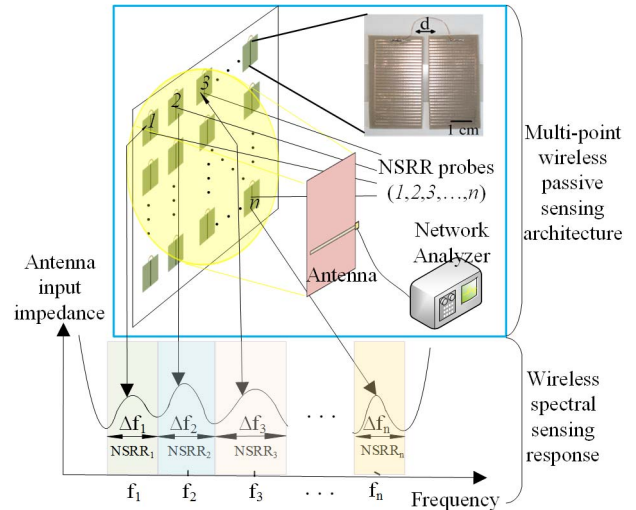 d
1 cm
1
2
3
n
NSRR probes
(1,2,3,…,n)
Antenna
Network
Analyzer
Multi-point
wireless
passive
sensing
architecture
Antenna
input
impedance
Δf1
Δf2
Δf3
. . .
Δfn
NSRR1
NSRR2
NSRR3
NSRRn
f1
f2
f3
. . .
fn
Frequency
Wireless
spectral
sensing
response